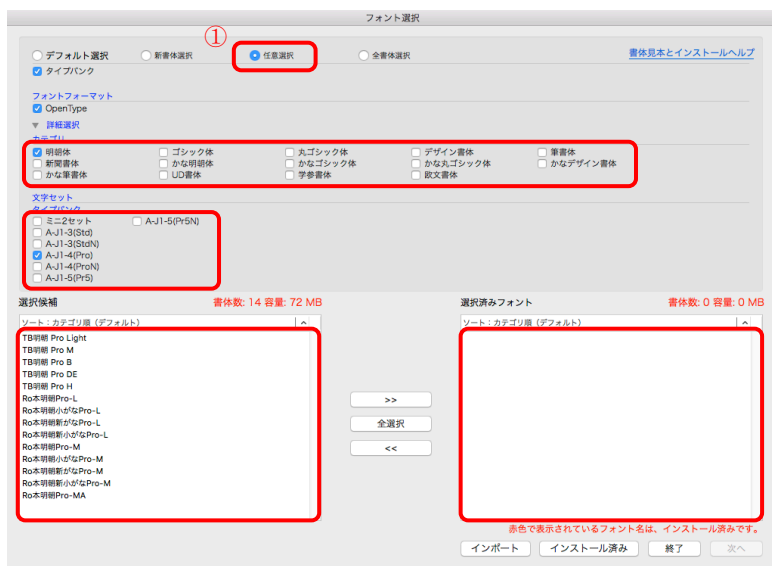 フォント選択
①
デフォルト選択 新書体選択 任意選択 全書体選択 書体見本とインストールヘルプ
タイプバンク
フォントフォーマット
OpenType
▼ 詳細選択
カテゴリ
明朝体 ゴシック体 丸ゴシック体 デザイン書体 筆書体
新聞書体 かな明朝体 かなゴシック体 かな丸ゴシック体 かなデザイン書体
かな筆書体 UD書体 学参書体 欧文書体
文字セット
タイプバンク
ミニ2セット A-J1-5(Pr5N)
A-J1-3(Std)
A-J1-3(StdN)
A-J1-4(Pro)
A-J1-4(ProN)
A-J1-5(Pr5)
選択候補 書体数: 14 容量: 72 MB 選択済みフォント 書体数: 0 容量: 0 MB
ソート：カテゴリ順（デフォルト） ソート：カテゴリ順（デフォルト）
TB明朝 Pro Light
TB明朝 Pro M
TB明朝 Pro B
TB明朝 Pro DE
TB明朝 Pro H
Ro本明朝Pro-L
Ro本明朝小がなPro-L
Ro本明朝新がなPro-L
Ro本明朝新小がなPro-L
Ro本明朝Pro-M
Ro本明朝小がなPro-M
Ro本明朝新がなPro-M
Ro本明朝新小がなPro-M
Ro本明朝Pro-MA
>>
全選択
<<
赤色で表示されているフォント名は、インストール済みです。
インポート インストール済み 終了 次へ